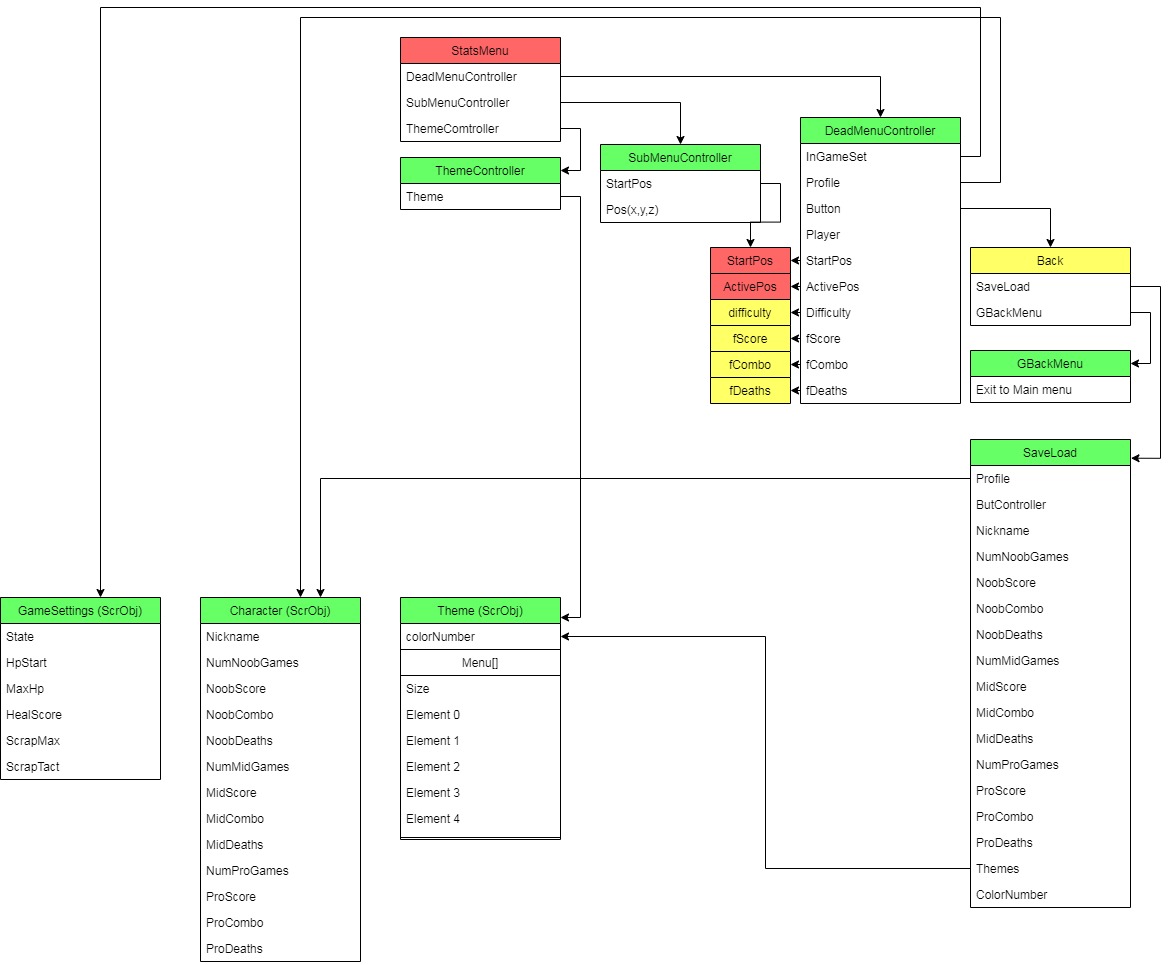 StatsMenu
DeadMenuController
SubMenuController
ThemeComtroller
ThemeController
Theme
SubMenuController
StartPos
Pos(x,y,z)
DeadMenuController
InGameSet
Profile
Button
Player
StartPos
ActivePos
Difficulty
fScore
fCombo
fDeaths
StartPos
ActivePos
difficulty
fScore
fCombo
fDeaths
Back
SaveLoad
GBackMenu
GBackMenu
Exit to Main menu
SaveLoad
Profile
ButController
Nickname
NumNoobGames
NoobScore
NoobCombo
NoobDeaths
NumMidGames
MidScore
MidCombo
MidDeaths
NumProGames
ProScore
ProCombo
ProDeaths
Themes
ColorNumber
GameSettings (ScrObj)
State
HpStart
MaxHp
HealScore
ScrapMax
ScrapTact
Character (ScrObj)
Nickname
NumNoobGames
NoobScore
NoobCombo
NoobDeaths
NumMidGames
MidScore
MidCombo
MidDeaths
NumProGames
ProScore
ProCombo
ProDeaths
Theme (ScrObj)
colorNumber
Menu[]
Size
Element 0
Element 1
Element 2
Element 3
Element 4